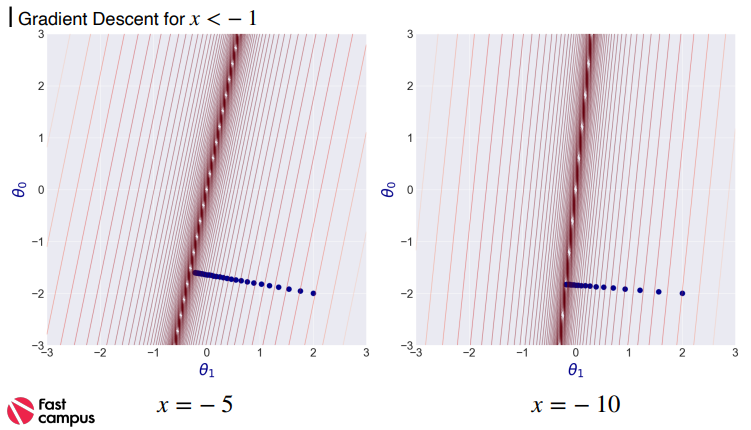 Gradient Descent for x < − 1
3
2
1
0
−1
−2
−3
θ₀
−3 −2 −1 0 1 2 3
θ₁
3
2
1
0
−1
−2
−3
θ₀
−3 −2 −1 0 1 2 3
θ₁
x = − 5
x = − 10
Fast
campus